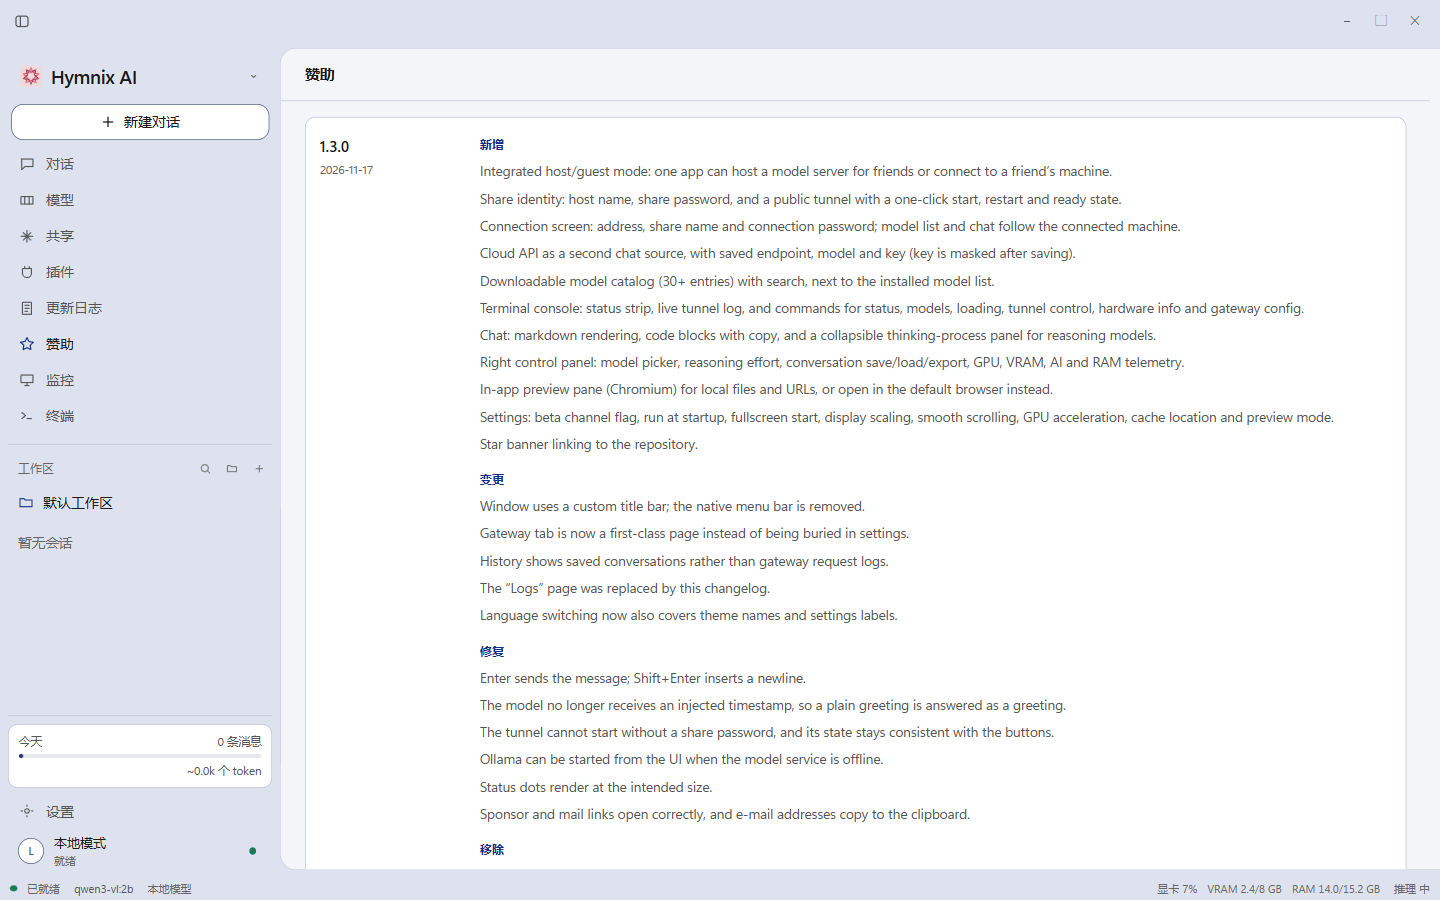 Hymnix AI
新建对话
对话
模型
共享
插件
更新日志
赞助
监控
终端
工作区
默认工作区
暂无会话
今天 0 条消息
~0.0k 个 token
设置
L
本地模式
就绪
赞助
1.3.0
2026-11-17
新增
Integrated host/guest mode: one app can host a model server for friends or connect to a friend’s machine.
Share identity: host name, share password, and a public tunnel with a one-click start, restart and ready state.
Connection screen: address, share name and connection password; model list and chat follow the connected machine.
Cloud API as a second chat source, with saved endpoint, model and key (key is masked after saving).
Downloadable model catalog (30+ entries) with search, next to the installed model list.
Terminal console: status strip, live tunnel log, and commands for status, models, loading, tunnel control, hardware info and gateway config.
Chat: markdown rendering, code blocks with copy, and a collapsible thinking-process panel for reasoning models.
Right control panel: model picker, reasoning effort, conversation save/load/export, GPU, VRAM, AI and RAM telemetry.
In-app preview pane (Chromium) for local files and URLs, or open in the default browser instead.
Settings: beta channel flag, run at startup, fullscreen start, display scaling, smooth scrolling, GPU acceleration, cache location and preview mode.
Star banner linking to the repository.
变更
Window uses a custom title bar; the native menu bar is removed.
Gateway tab is now a first-class page instead of being buried in settings.
History shows saved conversations rather than gateway request logs.
The “Logs” page was replaced by this changelog.
Language switching now also covers theme names and settings labels.
修复
Enter sends the message; Shift+Enter inserts a newline.
The model no longer receives an injected timestamp, so a plain greeting is answered as a greeting.
The tunnel cannot start without a share password, and its state stays consistent with the buttons.
Ollama can be started from the UI when the model service is offline.
Status dots render at the intended size.
Sponsor and mail links open correctly, and e-mail addresses copy to the clipboard.
移除
已就绪 qwen3-vl:2b 本地模型 显卡 7% VRAM 2.4/8 GB RAM 14.0/15.2 GB 推理 中